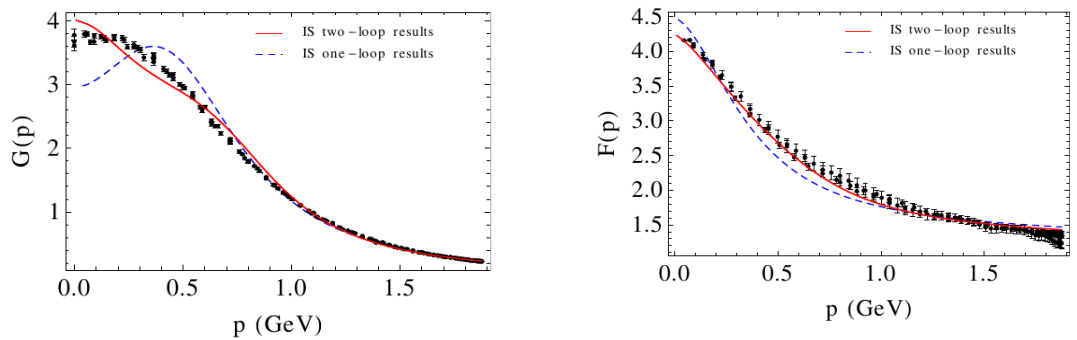 IS two-loop results
IS one-loop results
4
3
2
1
G(p)
0.0 0.5 1.0 1.5
p (GeV)
IS two-loop results
IS one-loop results
4.5
4.0
3.5
3.0
2.5
2.0
1.5
F(p)
0.0 0.5 1.0 1.5
p (GeV)